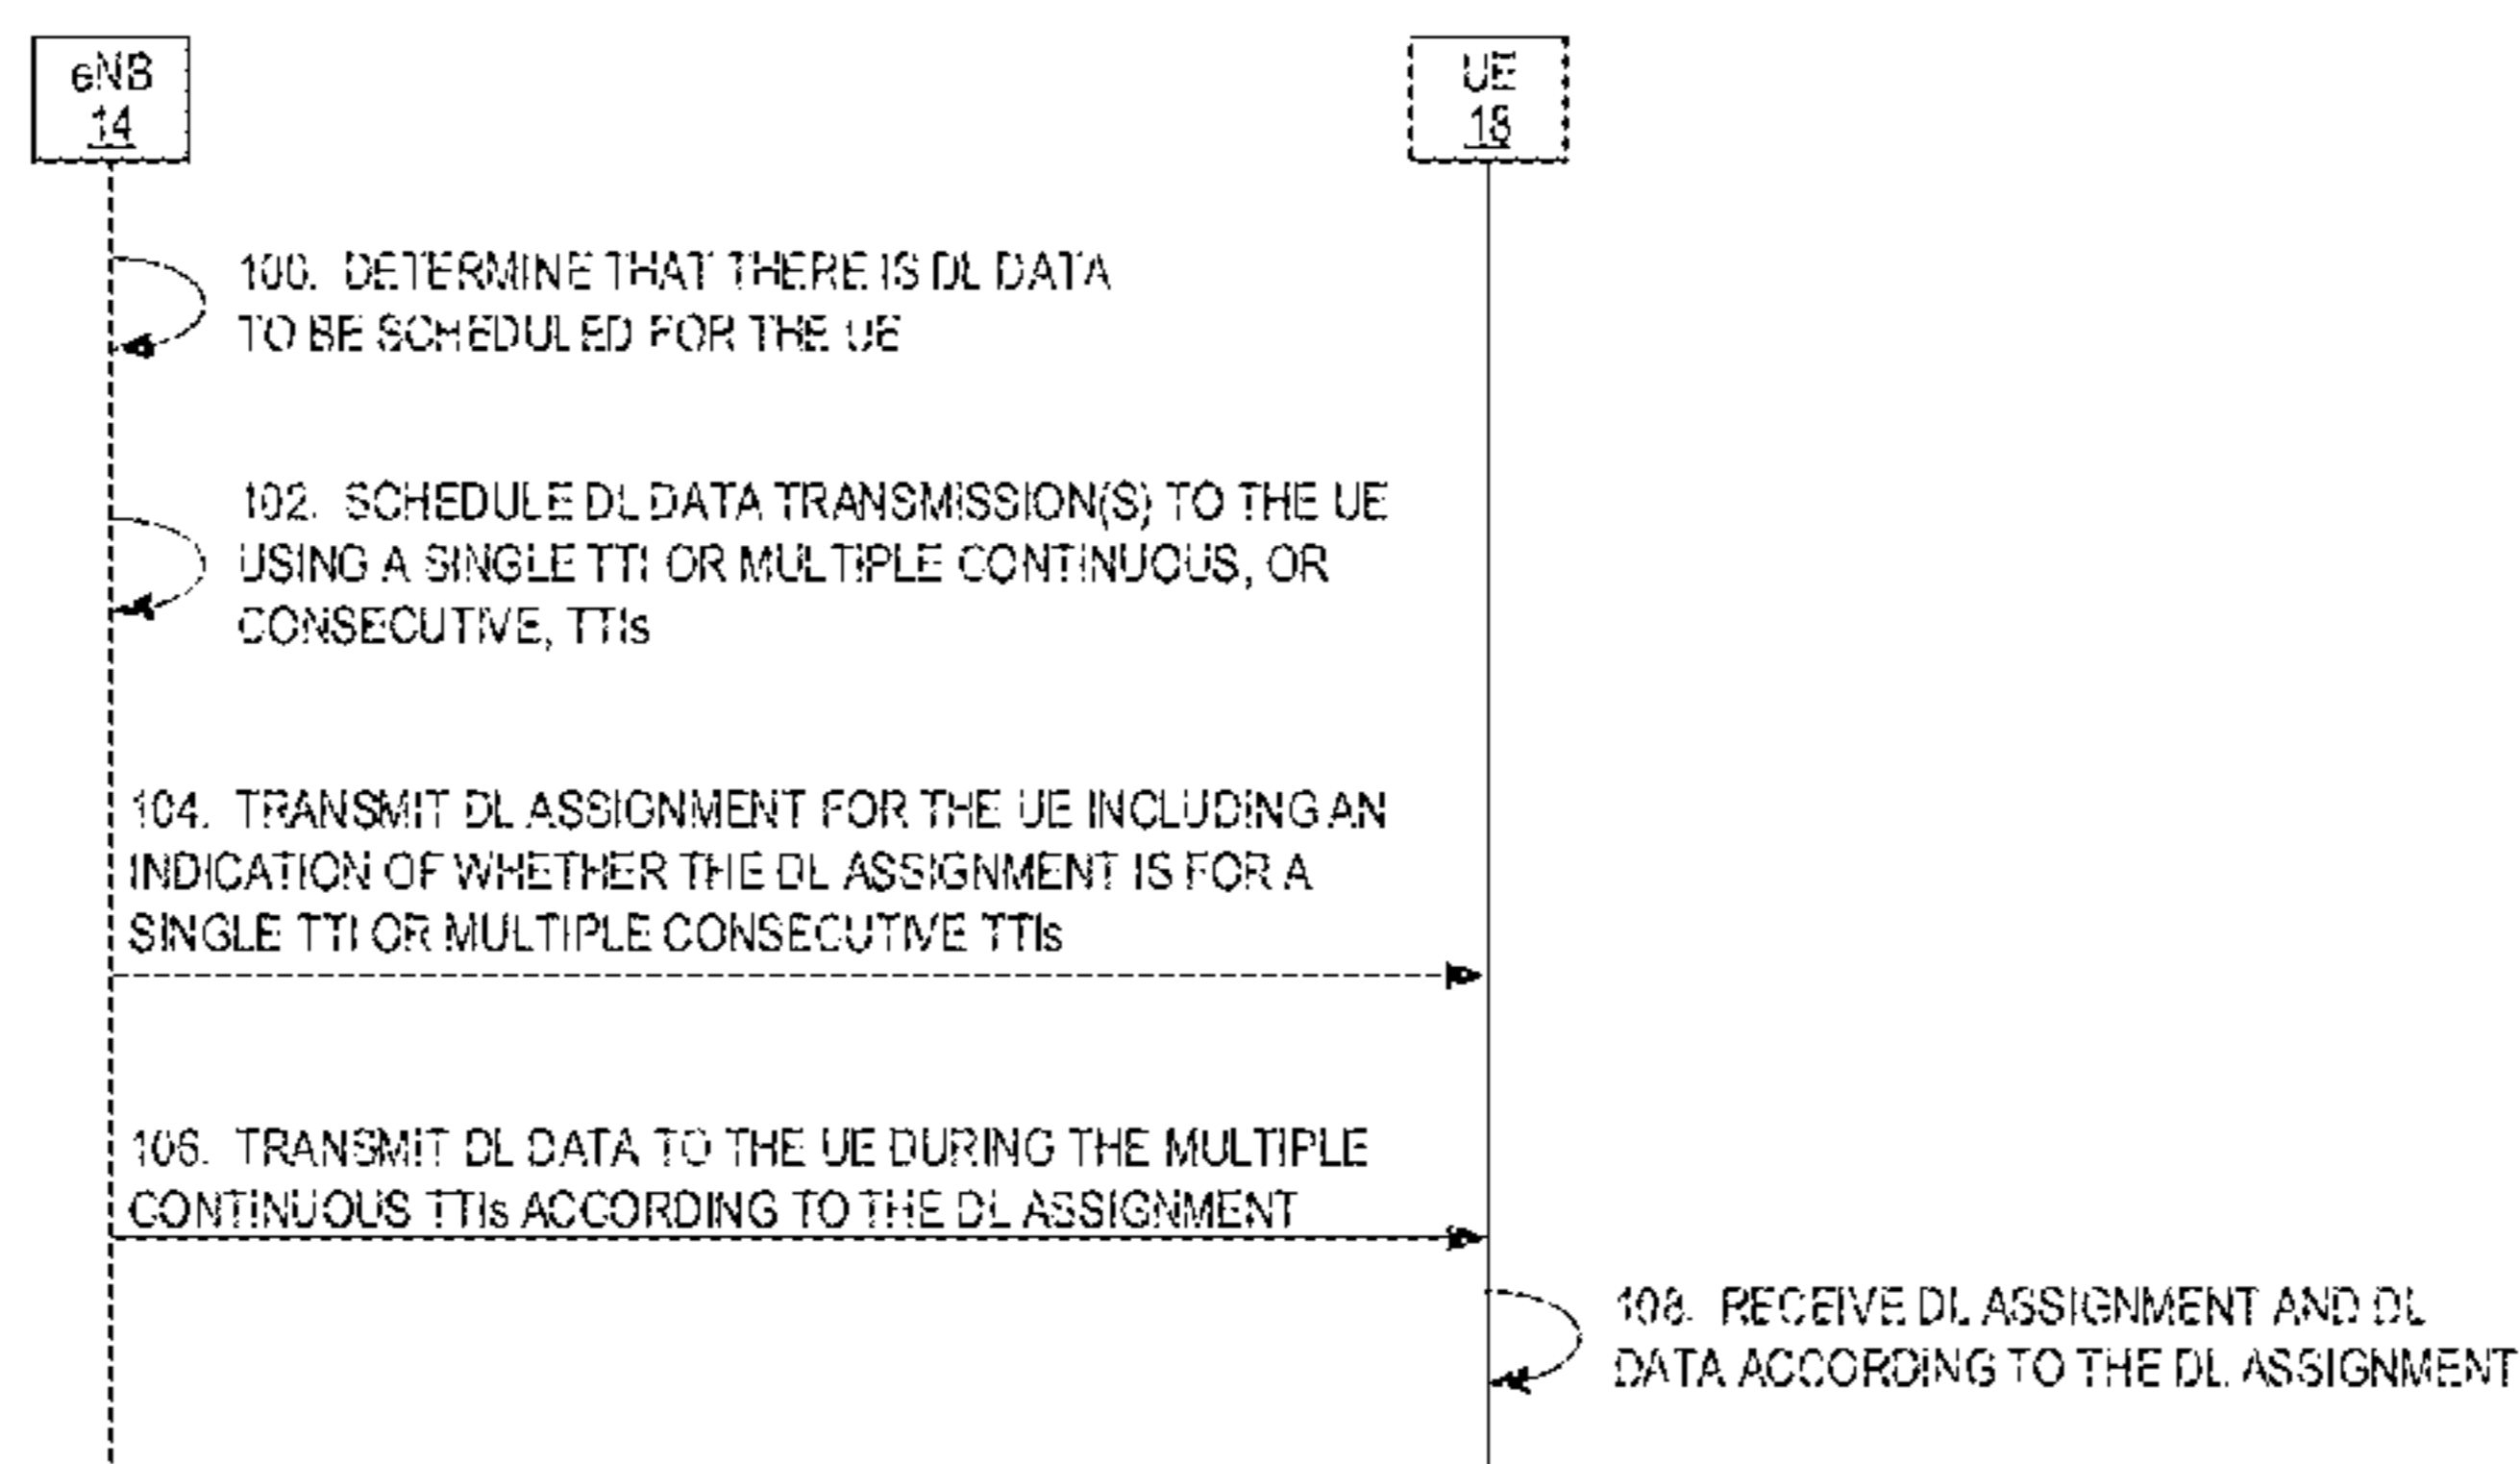 eNB
14
UE
18
100. DETERMINE THAT THERE IS DL DATA
TO BE SCHEDULED FOR THE UE
102. SCHEDULE DL DATA TRANSMISSION(S) TO THE UE
USING A SINGLE TTI OR MULTIPLE CONTINUOUS, OR
CONSECUTIVE, TTIs
104. TRANSMIT DL ASSIGNMENT FOR THE UE INCLUDING AN
INDICATION OF WHETHER THE DL ASSIGNMENT IS FOR A
SINGLE TTI OR MULTIPLE CONSECUTIVE TTIs
106. TRANSMIT DL DATA TO THE UE DURING THE MULTIPLE
CONTINUOUS TTIs ACCORDING TO THE DL ASSIGNMENT
108. RECEIVE DL ASSIGNMENT AND DL
DATA ACCORDING TO THE DL ASSIGNMENT